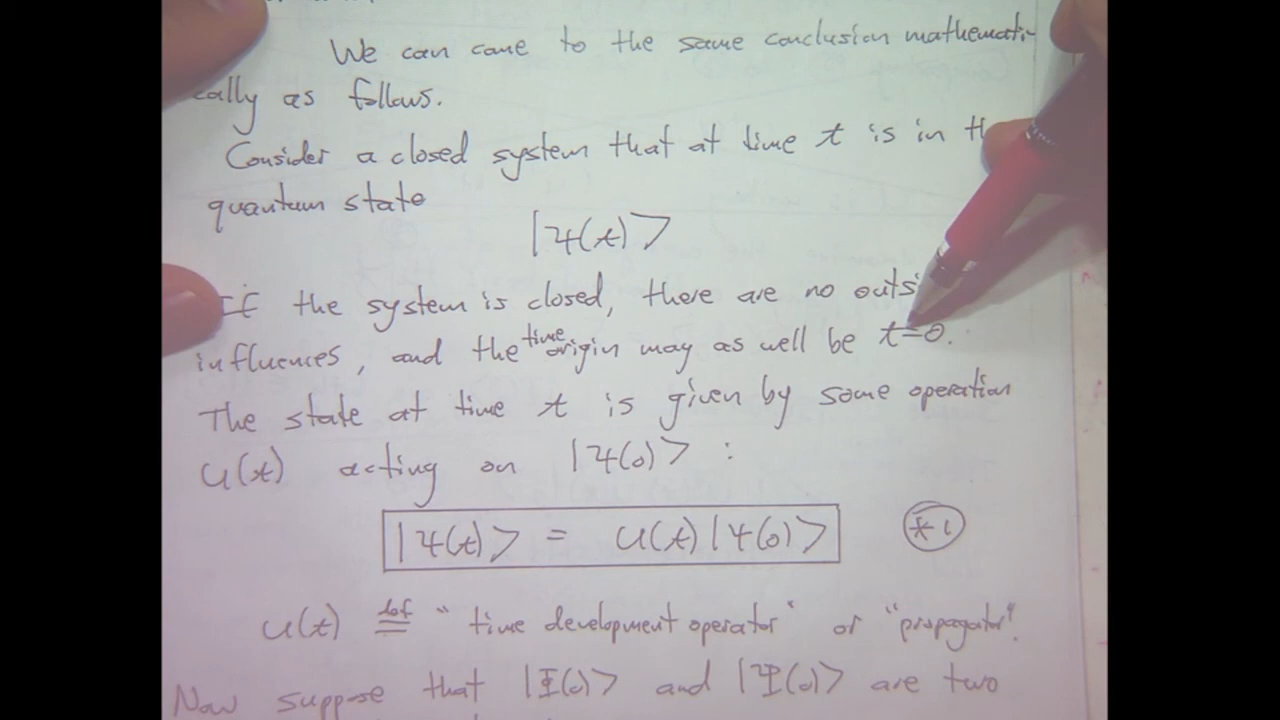 We can come to the same conclusion mathemati-
cally as follows.
Consider a closed system that at time t is in th
quantum state
|Ψ(t)>
If the system is closed, there are no outsi
influences, and the time origin may as well be t=0.
The state at time t is given by some operation
U(t) acting on |Ψ(0)> :
|Ψ(t)> = U(t)|Ψ(0)> *1
U(t) def= "time development operator" or "propagator".
Now suppose that |Φ(0)> and |Ψ(0)> are two